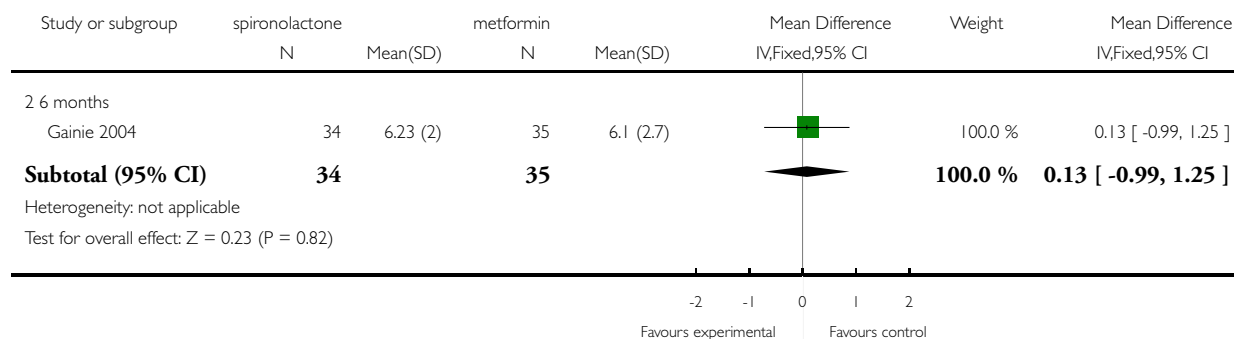 Study or subgroup spironolactone metformin Mean Difference Weight Mean Difference
N Mean(SD) N Mean(SD) IV,Fixed,95% CI IV,Fixed,95% CI
2 6 months
Gainie 2004 34 6.23 (2) 35 6.1 (2.7) 100.0 % 0.13 [ -0.99, 1.25 ]
Subtotal (95% CI) 34 35 100.0 % 0.13 [ -0.99, 1.25 ]
Heterogeneity: not applicable
Test for overall effect: Z = 0.23 (P = 0.82)
-2 -1 0 1 2
Favours experimental Favours control